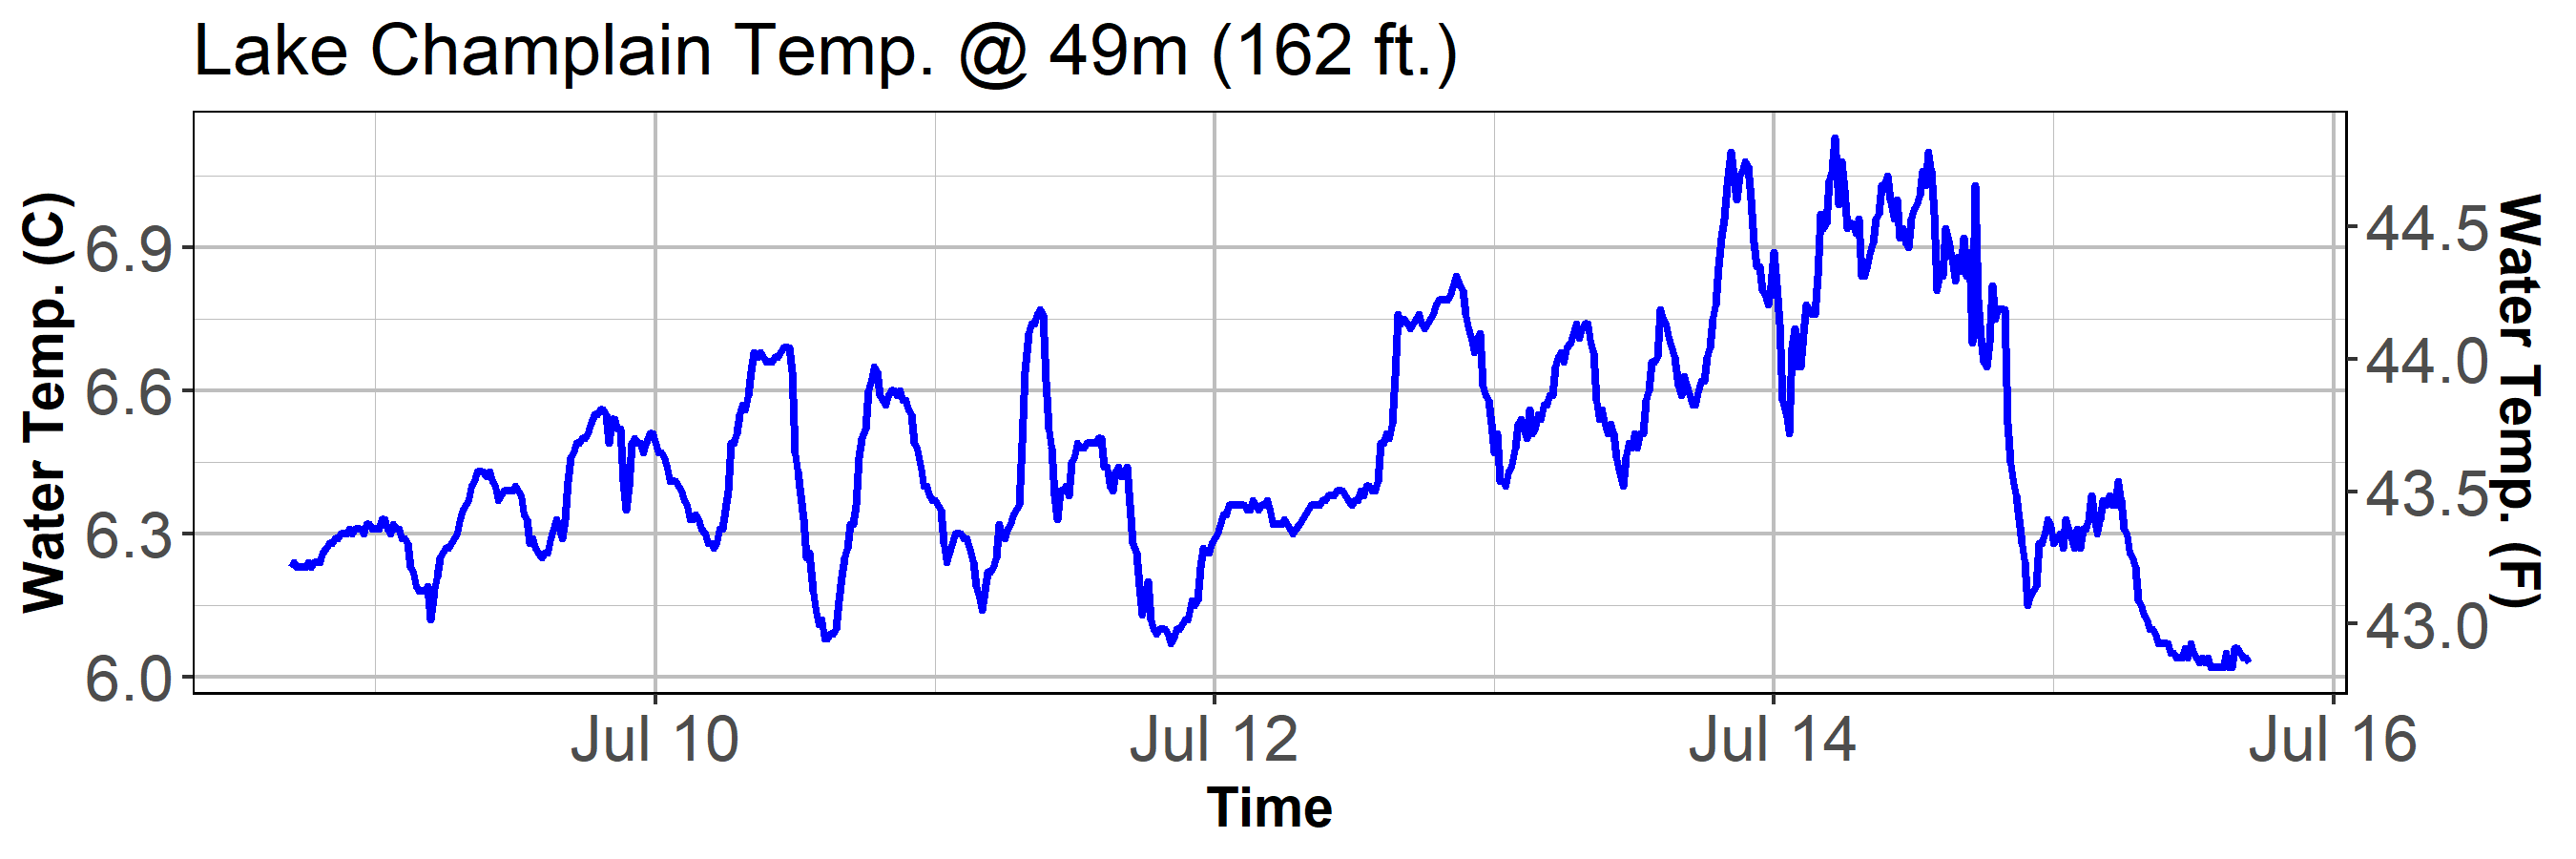 Lake Champlain Temp. @ 49m (162 ft.)
Water Temp. (C)
6.9
6.6
6.3
6.0
44.5
44.0
43.5
43.0
Water Temp. (F)
Jul 10 Jul 12 Jul 14 Jul 16
Time